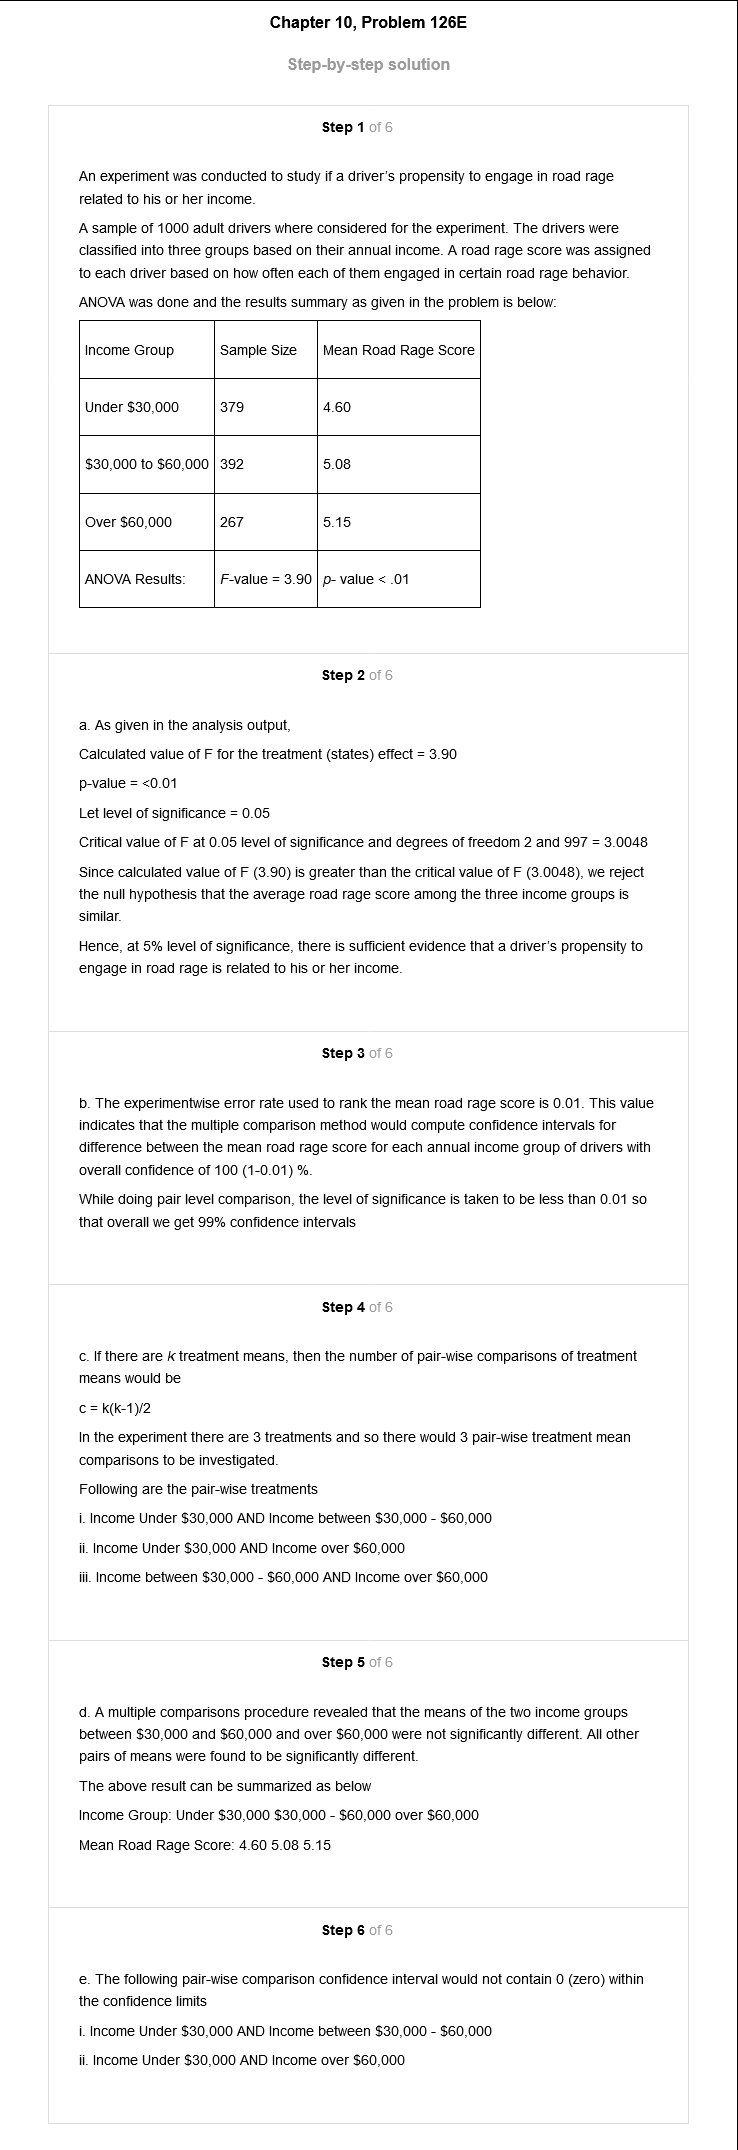 Chapter 10, Problem 126E
Step-by-step solution
Step 1 of 6
An experiment was conducted to study if a driver's propensity to engage in road rage
related to his or her income.
A sample of 1000 adult drivers where considered for the experiment. The drivers were
classified into three groups based on their annual income. A road rage score was assigned
to each driver based on how often each of them engaged in certain road rage behavior.
ANOVA was done and the results summary as given in the problem is below:
Income Group Sample Size Mean Road Rage Score
Under $30,000 379 4.60
$30,000 to $60,000 392 5.08
Over $60,000 267 5.15
ANOVA Results: F-value = 3.90 p- value < .01
Step 2 of 6
a. As given in the analysis output,
Calculated value of F for the treatment (states) effect = 3.90
p-value = <0.01
Let level of significance = 0.05
Critical value of F at 0.05 level of significance and degrees of freedom 2 and 997 = 3.0048
Since calculated value of F (3.90) is greater than the critical value of F (3.0048), we reject
the null hypothesis that the average road rage score among the three income groups is
similar.
Hence, at 5% level of significance, there is sufficient evidence that a driver's propensity to
engage in road rage is related to his or her income.
Step 3 of 6
b. The experimentwise error rate used to rank the mean road rage score is 0.01. This value
indicates that the multiple comparison method would compute confidence intervals for
difference between the mean road rage score for each annual income group of drivers with
overall confidence of 100 (1-0.01) %.
While doing pair level comparison, the level of significance is taken to be less than 0.01 so
that overall we get 99% confidence intervals
Step 4 of 6
c. If there are k treatment means, then the number of pair-wise comparisons of treatment
means would be
c = k(k-1)/2
In the experiment there are 3 treatments and so there would 3 pair-wise treatment mean
comparisons to be investigated.
Following are the pair-wise treatments
i. Income Under $30,000 AND Income between $30,000 - $60,000
ii. Income Under $30,000 AND Income over $60,000
iii. Income between $30,000 - $60,000 AND Income over $60,000
Step 5 of 6
d. A multiple comparisons procedure revealed that the means of the two income groups
between $30,000 and $60,000 and over $60,000 were not significantly different. All other
pairs of means were found to be significantly different.
The above result can be summarized as below
Income Group: Under $30,000 $30,000 - $60,000 over $60,000
Mean Road Rage Score: 4.60 5.08 5.15
Step 6 of 6
e. The following pair-wise comparison confidence interval would not contain 0 (zero) within
the confidence limits
i. Income Under $30,000 AND Income between $30,000 - $60,000
ii. Income Under $30,000 AND Income over $60,000